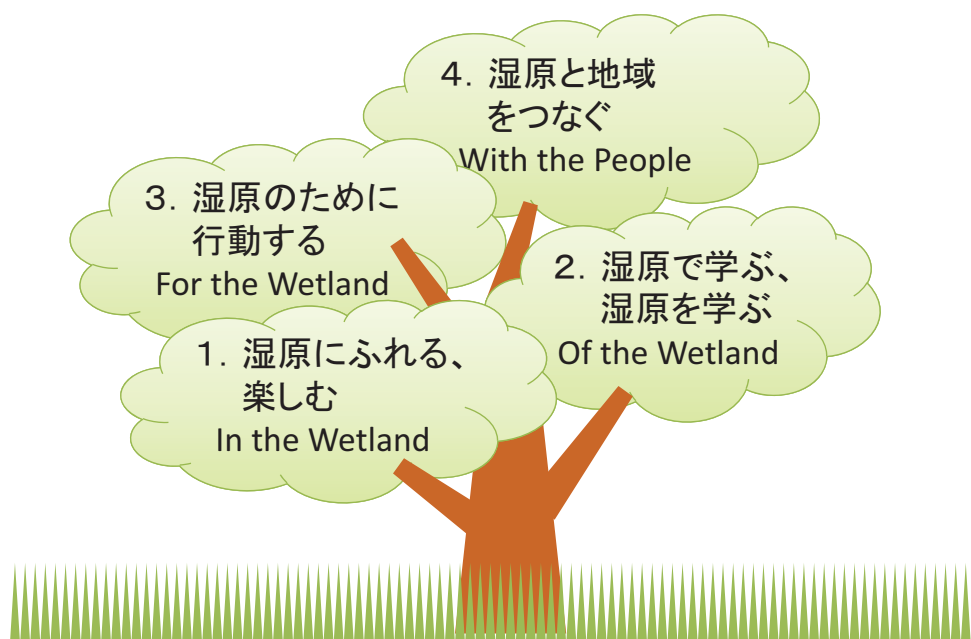 4．湿原と地域
をつなぐ
With the People
3．湿原のために
行動する
For the Wetland
2．湿原で学ぶ、
湿原を学ぶ
Of the Wetland
1．湿原にふれる、
楽しむ
In the Wetland